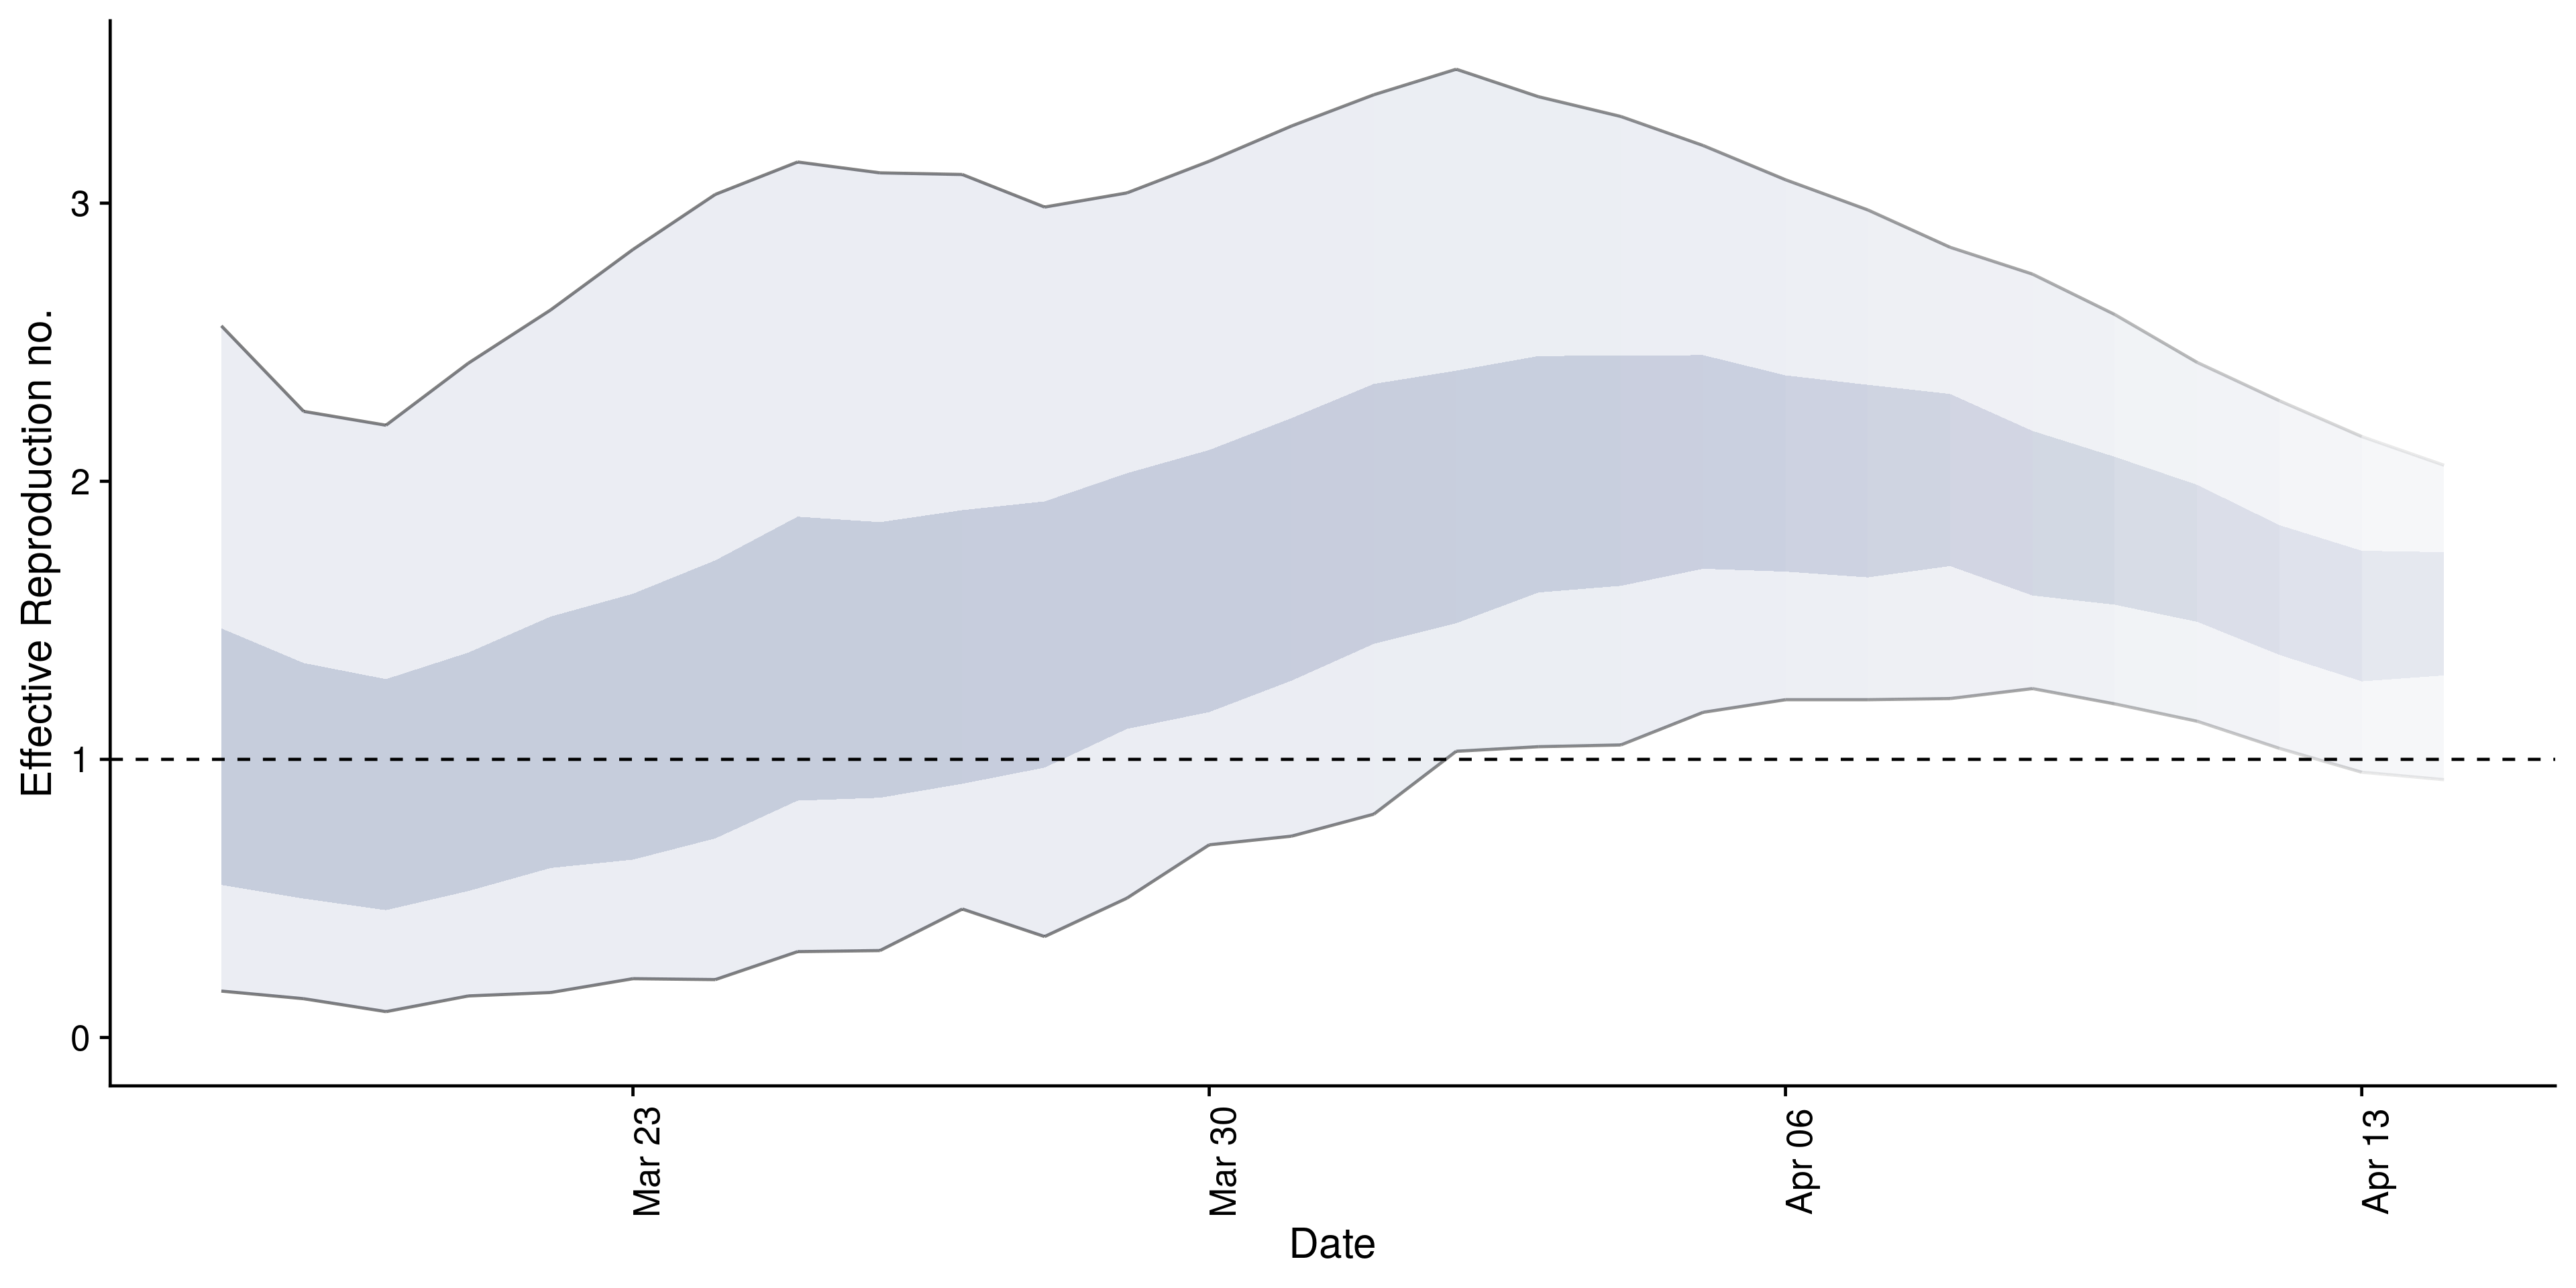 Effective Reproduction no.
3
2
1
0
Mar 23
Mar 30
Apr 06
Apr 13
Date